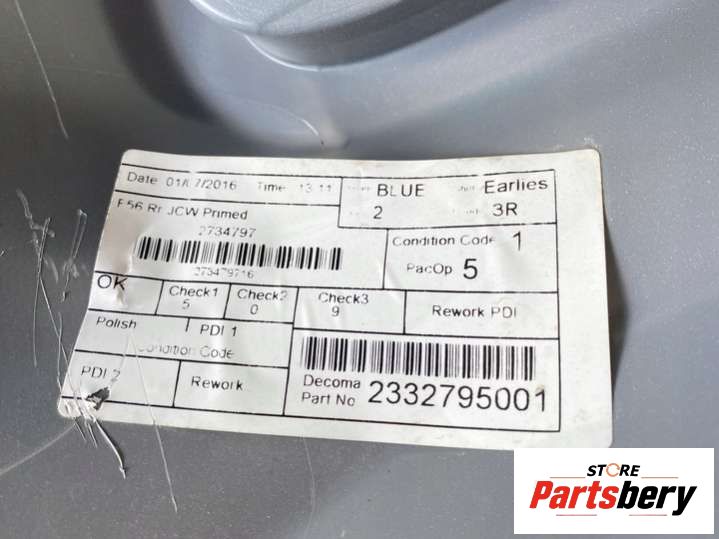 Date 01/07/2016 Time 13 11
BLUE Earlies
2 3R
F56 Rr JCW Primed
2734797
273479716
Condition Code 1
PacOp 5
OK Check1 5 Check2 0 Check3 9 Rework PDI
Polish PDI 1
Condition Code
PDI 2 Rework
Decoma
Part No 2332795001
STORE
Partsbery